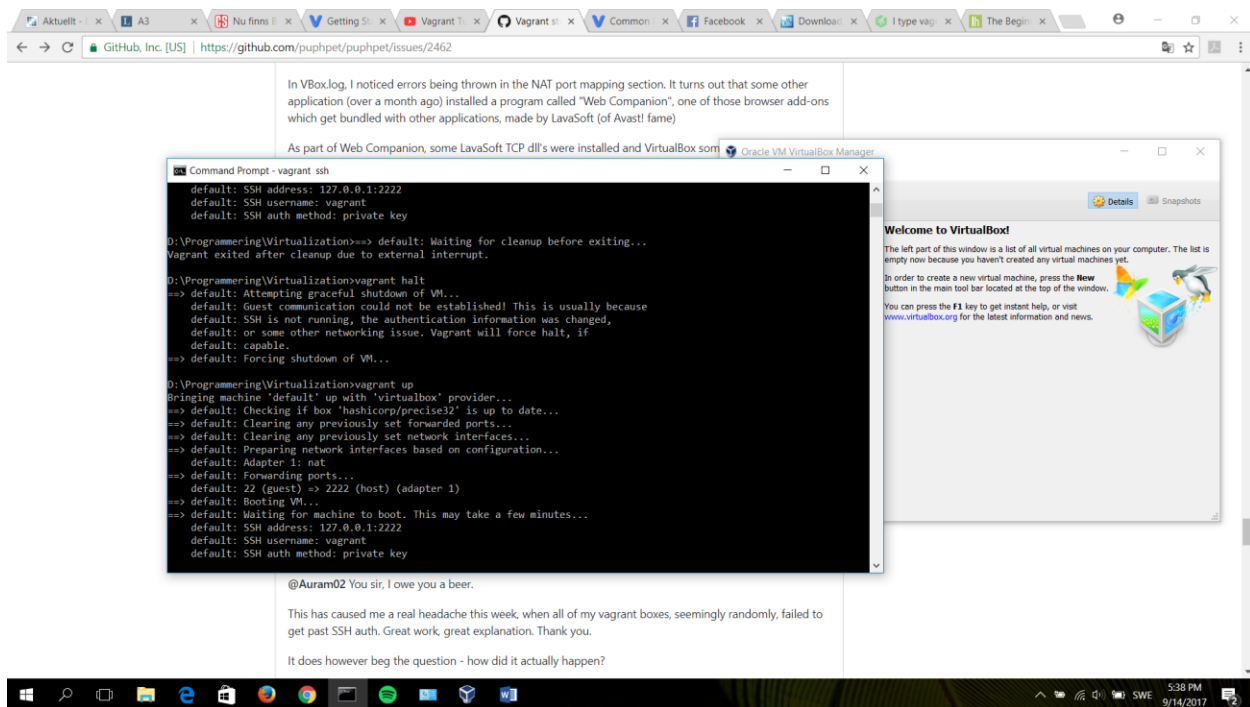 Aktuellt -
A3
Nu finns E
Getting St
Vagrant Tu
Vagrant st
Common
Facebook
Download
I type vag
The Begin
GitHub, Inc. [US] | https://github.com/puphpet/puphpet/issues/2462
In VBox.log, I noticed errors being thrown in the NAT port mapping section. It turns out that some other
application (over a month ago) installed a program called "Web Companion", one of those browser add-ons
which get bundled with other applications, made by LavaSoft (of Avast! fame)
As part of Web Companion, some LavaSoft TCP dll's were installed and VirtualBox som
Command Prompt - vagrant ssh
default: SSH address: 127.0.0.1:2222
default: SSH username: vagrant
default: SSH auth method: private key
D:\Programmering\Virtualization>==> default: Waiting for cleanup before exiting...
Vagrant exited after cleanup due to external interrupt.
D:\Programmering\Virtualization>vagrant halt
==> default: Attempting graceful shutdown of VM...
default: Guest communication could not be established! This is usually because
default: SSH is not running, the authentication information was changed,
default: or some other networking issue. Vagrant will force halt, if
default: capable.
==> default: Forcing shutdown of VM...
D:\Programmering\Virtualization>vagrant up
Bringing machine 'default' up with 'virtualbox' provider...
==> default: Checking if box 'hashicorp/precise32' is up to date...
==> default: Clearing any previously set forwarded ports...
==> default: Clearing any previously set network interfaces...
==> default: Preparing network interfaces based on configuration...
default: Adapter 1: nat
==> default: Forwarding ports...
default: 22 (guest) => 2222 (host) (adapter 1)
==> default: Booting VM...
==> default: Waiting for machine to boot. This may take a few minutes...
default: SSH address: 127.0.0.1:2222
default: SSH username: vagrant
default: SSH auth method: private key
Oracle VM VirtualBox Manager
Details
Snapshots
Welcome to VirtualBox!
The left part of this window is a list of all virtual machines on your computer. The list is
empty now because you haven't created any virtual machines yet.
In order to create a new virtual machine, press the New
button in the main tool bar located at the top of the window.
You can press the F1 key to get instant help, or visit
www.virtualbox.org for the latest information and news.
@Auram02 You sir, I owe you a beer.
This has caused me a real headache this week, when all of my vagrant boxes, seemingly randomly, failed to
get past SSH auth. Great work, great explanation. Thank you.
It does however beg the question - how did it actually happen?
SWE
5:38 PM
9/14/2017
2